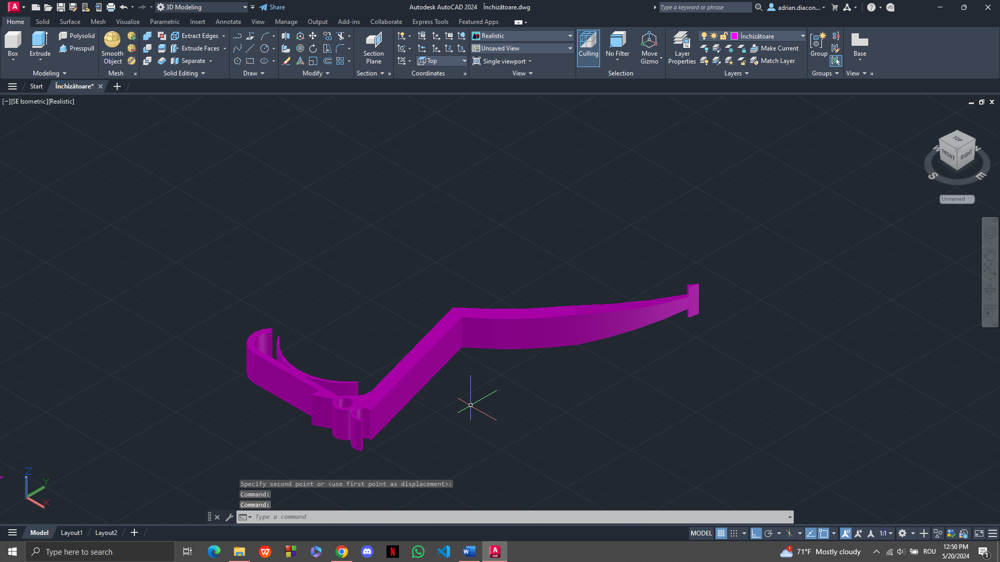 A 3D Modeling Share Autodesk AutoCAD 2024 Închizătoare.dwg Type a keyword or phrase adrian.diacon...
Home Solid Surface Mesh Visualize Parametric Insert Annotate View Manage Output Add-ins Collaborate Express Tools Featured Apps
Box Extrude Polysolid Presspull Modeling
Smooth Object Mesh
Extract Edges
Extrude Faces
Separate
Solid Editing
Draw
Modify
Section Plane
Section
Top
Coordinates
Realistic
Unsaved View
Single viewport
View
Culling No Filter Move Gizmo
Selection
Layer Properties
Închizătoare
Make Current
Match Layer
Layers
Group
Groups
Base
View
Start Închizătoare*
[−][SE Isometric][Realistic]
TOP
FRONT RIGHT
W N
S E
Unnamed
Z
Y
X
Specify second point or <use first point as displacement>:
Command:
Command:
Type a command
Model Layout1 Layout2 MODEL 1:1
Type here to search
N
W
A
CAD
1
71°F Mostly cloudy
ROU
12:50 PM
5/20/2024
1